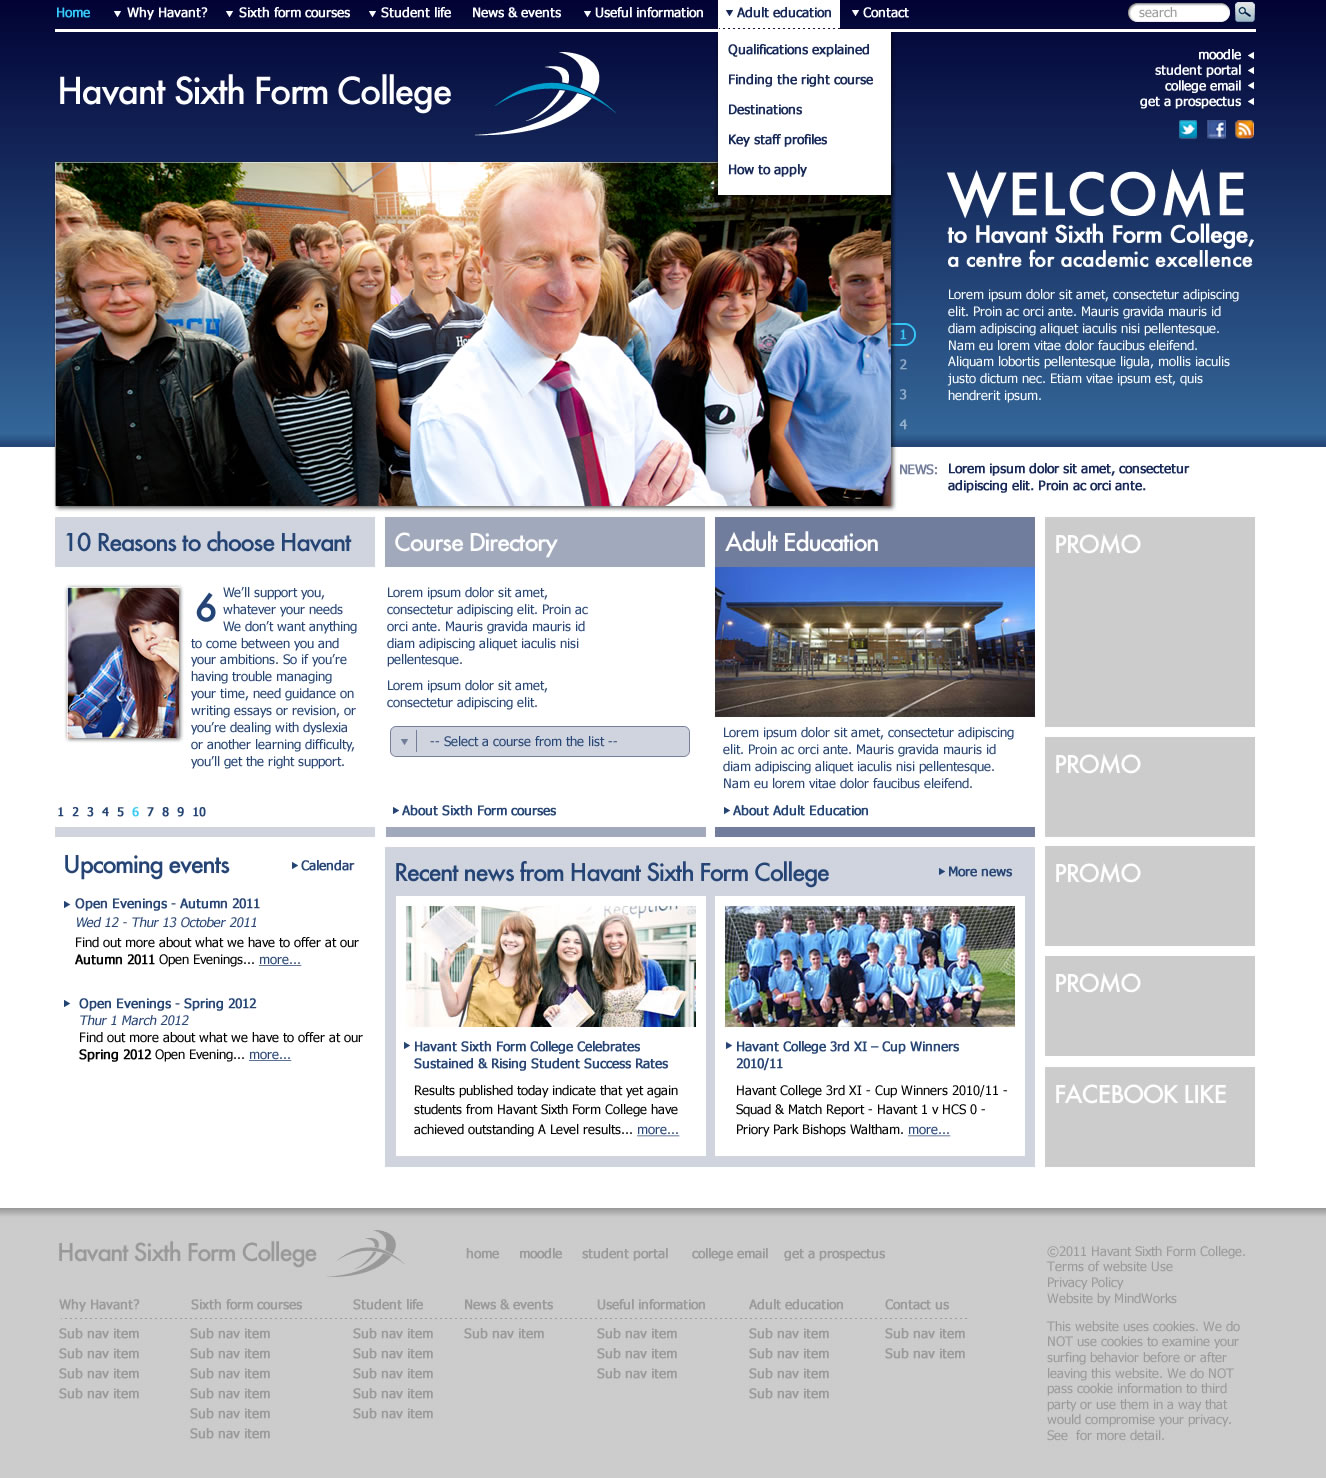 Home
Why Havant?
Sixth form courses
Student life
News & events
Useful information
Adult education
Contact
search
Qualifications explained
Finding the right course
Destinations
Key staff profiles
How to apply
Havant Sixth Form College
moodle
student portal
college email
get a prospectus
WELCOME
to Havant Sixth Form College,
a centre for academic excellence
Lorem ipsum dolor sit amet, consectetur adipiscing
elit. Proin ac orci ante. Mauris gravida mauris id
diam adipiscing aliquet iaculis nisi pellentesque.
Nam eu lorem vitae dolor faucibus eleifend.
Aliquam lobortis pellentesque ligula, mollis iaculis
justo dictum nec. Etiam vitae ipsum est, quis
hendrerit ipsum.
1
2
3
4
NEWS: Lorem ipsum dolor sit amet, consectetur
adipiscing elit. Proin ac orci ante.
10 Reasons to choose Havant
6
We'll support you,
whatever your needs
We don't want anything
to come between you and
your ambitions. So if you're
having trouble managing
your time, need guidance on
writing essays or revision, or
you're dealing with dyslexia
or another learning difficulty,
you'll get the right support.
1 2 3 4 5 6 7 8 9 10
Course Directory
Lorem ipsum dolor sit amet,
consectetur adipiscing elit. Proin ac
orci ante. Mauris gravida mauris id
diam adipiscing aliquet iaculis nisi
pellentesque.
Lorem ipsum dolor sit amet,
consectetur adipiscing elit.
-- Select a course from the list --
About Sixth Form courses
Adult Education
Lorem ipsum dolor sit amet, consectetur adipiscing
elit. Proin ac orci ante. Mauris gravida mauris id
diam adipiscing aliquet iaculis nisi pellentesque.
Nam eu lorem vitae dolor faucibus eleifend.
About Adult Education
PROMO
PROMO
PROMO
PROMO
FACEBOOK LIKE
Upcoming events
Calendar
Open Evenings - Autumn 2011
Wed 12 - Thur 13 October 2011
Find out more about what we have to offer at our
Autumn 2011 Open Evenings... more...
Open Evenings - Spring 2012
Thur 1 March 2012
Find out more about what we have to offer at our
Spring 2012 Open Evening... more...
Recent news from Havant Sixth Form College
More news
Reception
Havant Sixth Form College Celebrates
Sustained & Rising Student Success Rates
Results published today indicate that yet again
students from Havant Sixth Form College have
achieved outstanding A Level results... more...
Havant College 3rd XI – Cup Winners
2010/11
Havant College 3rd XI - Cup Winners 2010/11 -
Squad & Match Report - Havant 1 v HCS 0 -
Priory Park Bishops Waltham. more...
Havant Sixth Form College
home
moodle
student portal
college email
get a prospectus
Why Havant?
Sub nav item
Sub nav item
Sub nav item
Sub nav item
Sixth form courses
Sub nav item
Sub nav item
Sub nav item
Sub nav item
Sub nav item
Sub nav item
Student life
Sub nav item
Sub nav item
Sub nav item
Sub nav item
Sub nav item
News & events
Sub nav item
Useful information
Sub nav item
Sub nav item
Sub nav item
Adult education
Sub nav item
Sub nav item
Sub nav item
Sub nav item
Contact us
Sub nav item
Sub nav item
©2011 Havant Sixth Form College.
Terms of website Use
Privacy Policy
Website by MindWorks
This website uses cookies. We do
NOT use cookies to examine your
surfing behavior before or after
leaving this website. We do NOT
pass cookie information to third
party or use them in a way that
would compromise your privacy.
See for more detail.